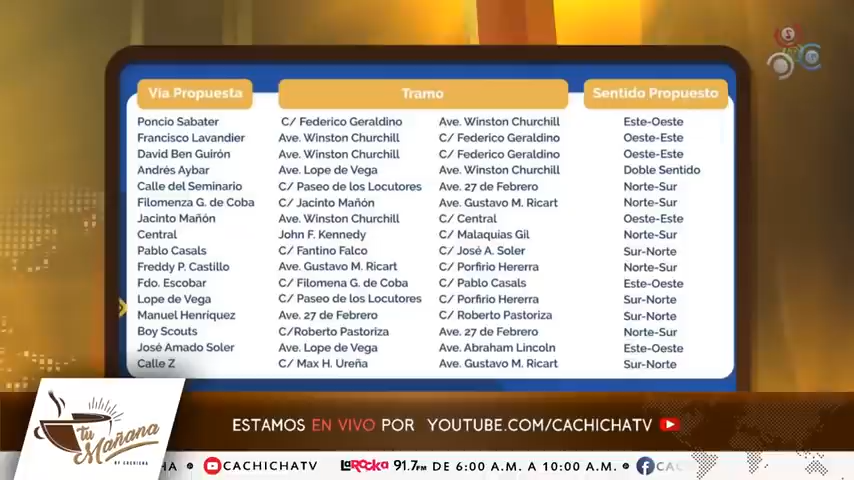 Vía Propuesta Tramo Sentido Propuesto
Poncio Sabater C/ Federico Geraldino Ave. Winston Churchill Este-Oeste
Francisco Lavandier Ave. Winston Churchill C/ Federico Geraldino Oeste-Este
David Ben Guirón Ave. Winston Churchill C/ Federico Geraldino Oeste-Este
Andrés Aybar Ave. Lope de Vega Ave. Winston Churchill Doble Sentido
Calle del Seminario C/ Paseo de los Locutores Ave. 27 de Febrero Norte-Sur
Filomenza G. de Coba C/ Jacinto Mañón Ave. Gustavo M. Ricart Norte-Sur
Jacinto Mañón Ave. Winston Churchill C/ Central Oeste-Este
Central John F. Kennedy C/ Malaquias Gil Norte-Sur
Pablo Casals C/ Fantino Falco C/ José A. Soler Sur-Norte
Freddy P. Castillo Ave. Gustavo M. Ricart C/ Porfirio Hererra Norte-Sur
Fdo. Escobar C/ Filomena G. de Coba C/ Pablo Casals Este-Oeste
Lope de Vega C/ Paseo de los Locutores C/ Porfirio Hererra Sur-Norte
Manuel Henríquez Ave. 27 de Febrero C/ Roberto Pastoriza Sur-Norte
Boy Scouts C/Roberto Pastoriza Ave. 27 de Febrero Norte-Sur
José Amado Soler Ave. Lope de Vega Ave. Abraham Lincoln Este-Oeste
Calle Z C/ Max H. Ureña Ave. Gustavo M. Ricart Sur-Norte
tu Mañana
BY CACHICHA
ESTAMOS EN VIVO POR YOUTUBE.COM/CACHICHATV
HA CACHICHATV LaRocka 91.7FM DE 6:00 A.M. A 10:00 A.M. CAC